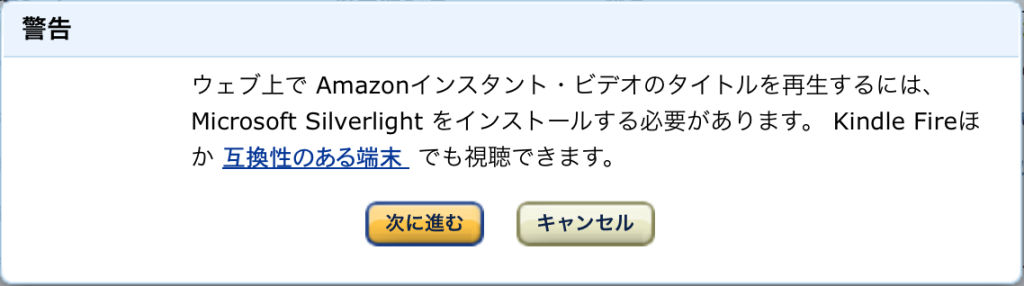 警告
ウェブ上で Amazonインスタント・ビデオのタイトルを再生するには、
Microsoft Silverlight をインストールする必要があります。 Kindle Fireほ
か 互換性のある端末 でも視聴できます。
次に進む キャンセル